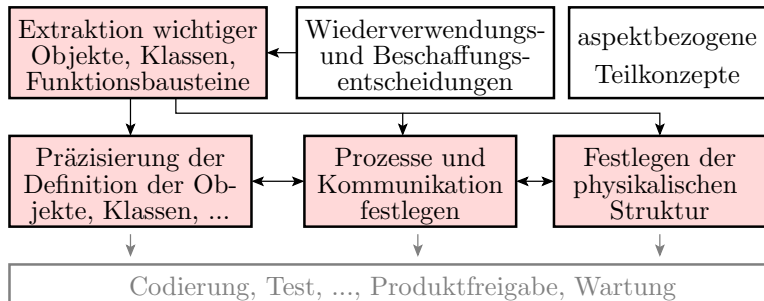 Extraktion wichtiger
Objekte, Klassen,
Funktionsbausteine
Wiederverwendungs-
und Beschaffungs-
entscheidungen
aspektbezogene
Teilkonzepte
Präzisierung der
Definition der Ob-
jekte, Klassen, ...
Prozesse und
Kommunikation
festlegen
Festlegen der
physikalischen
Struktur
Codierung, Test, ..., Produktfreigabe, Wartung